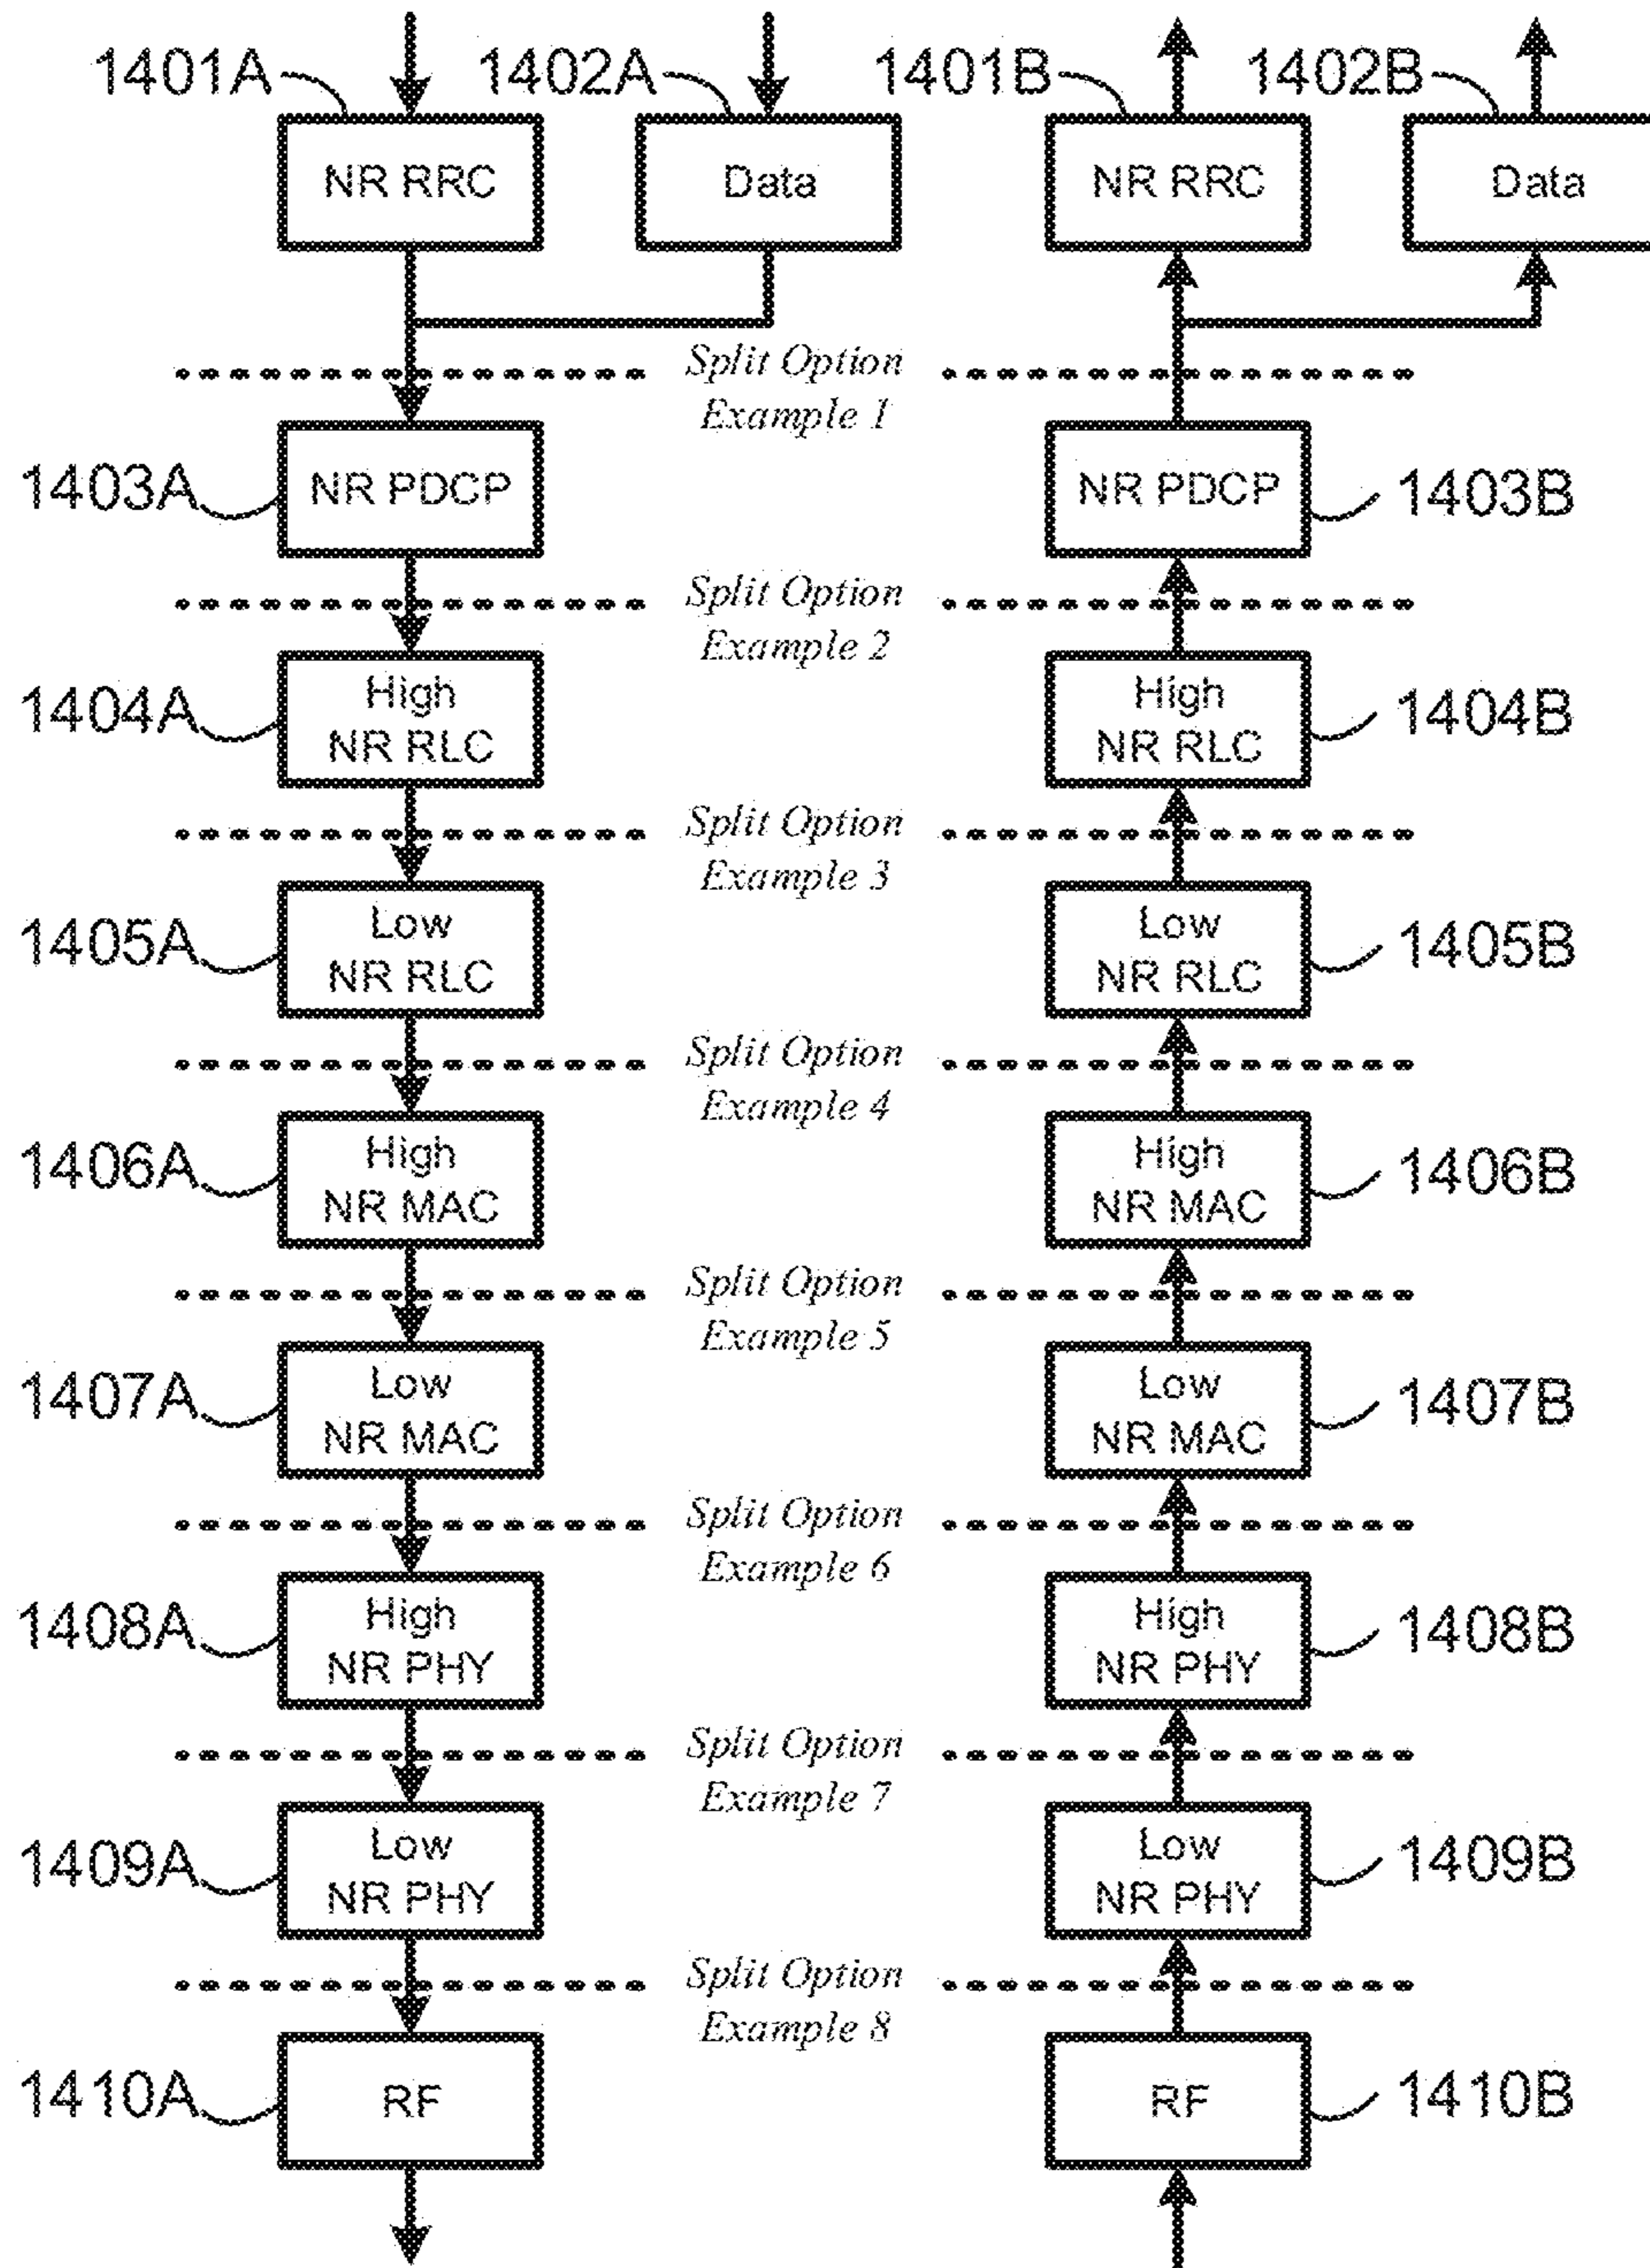 1401A 1402A 1401B 1402B
NR RRC Data NR RRC Data
Split Option
Example 1
1403A NR PDCP NR PDCP 1403B
Split Option
Example 2
1404A High NR RLC High NR RLC 1404B
Split Option
Example 3
1405A Low NR RLC Low NR RLC 1405B
Split Option
Example 4
1406A High NR MAC High NR MAC 1406B
Split Option
Example 5
1407A Low NR MAC Low NR MAC 1407B
Split Option
Example 6
1408A High NR PHY High NR PHY 1408B
Split Option
Example 7
1409A Low NR PHY Low NR PHY 1409B
Split Option
Example 8
1410A RF RF 1410B